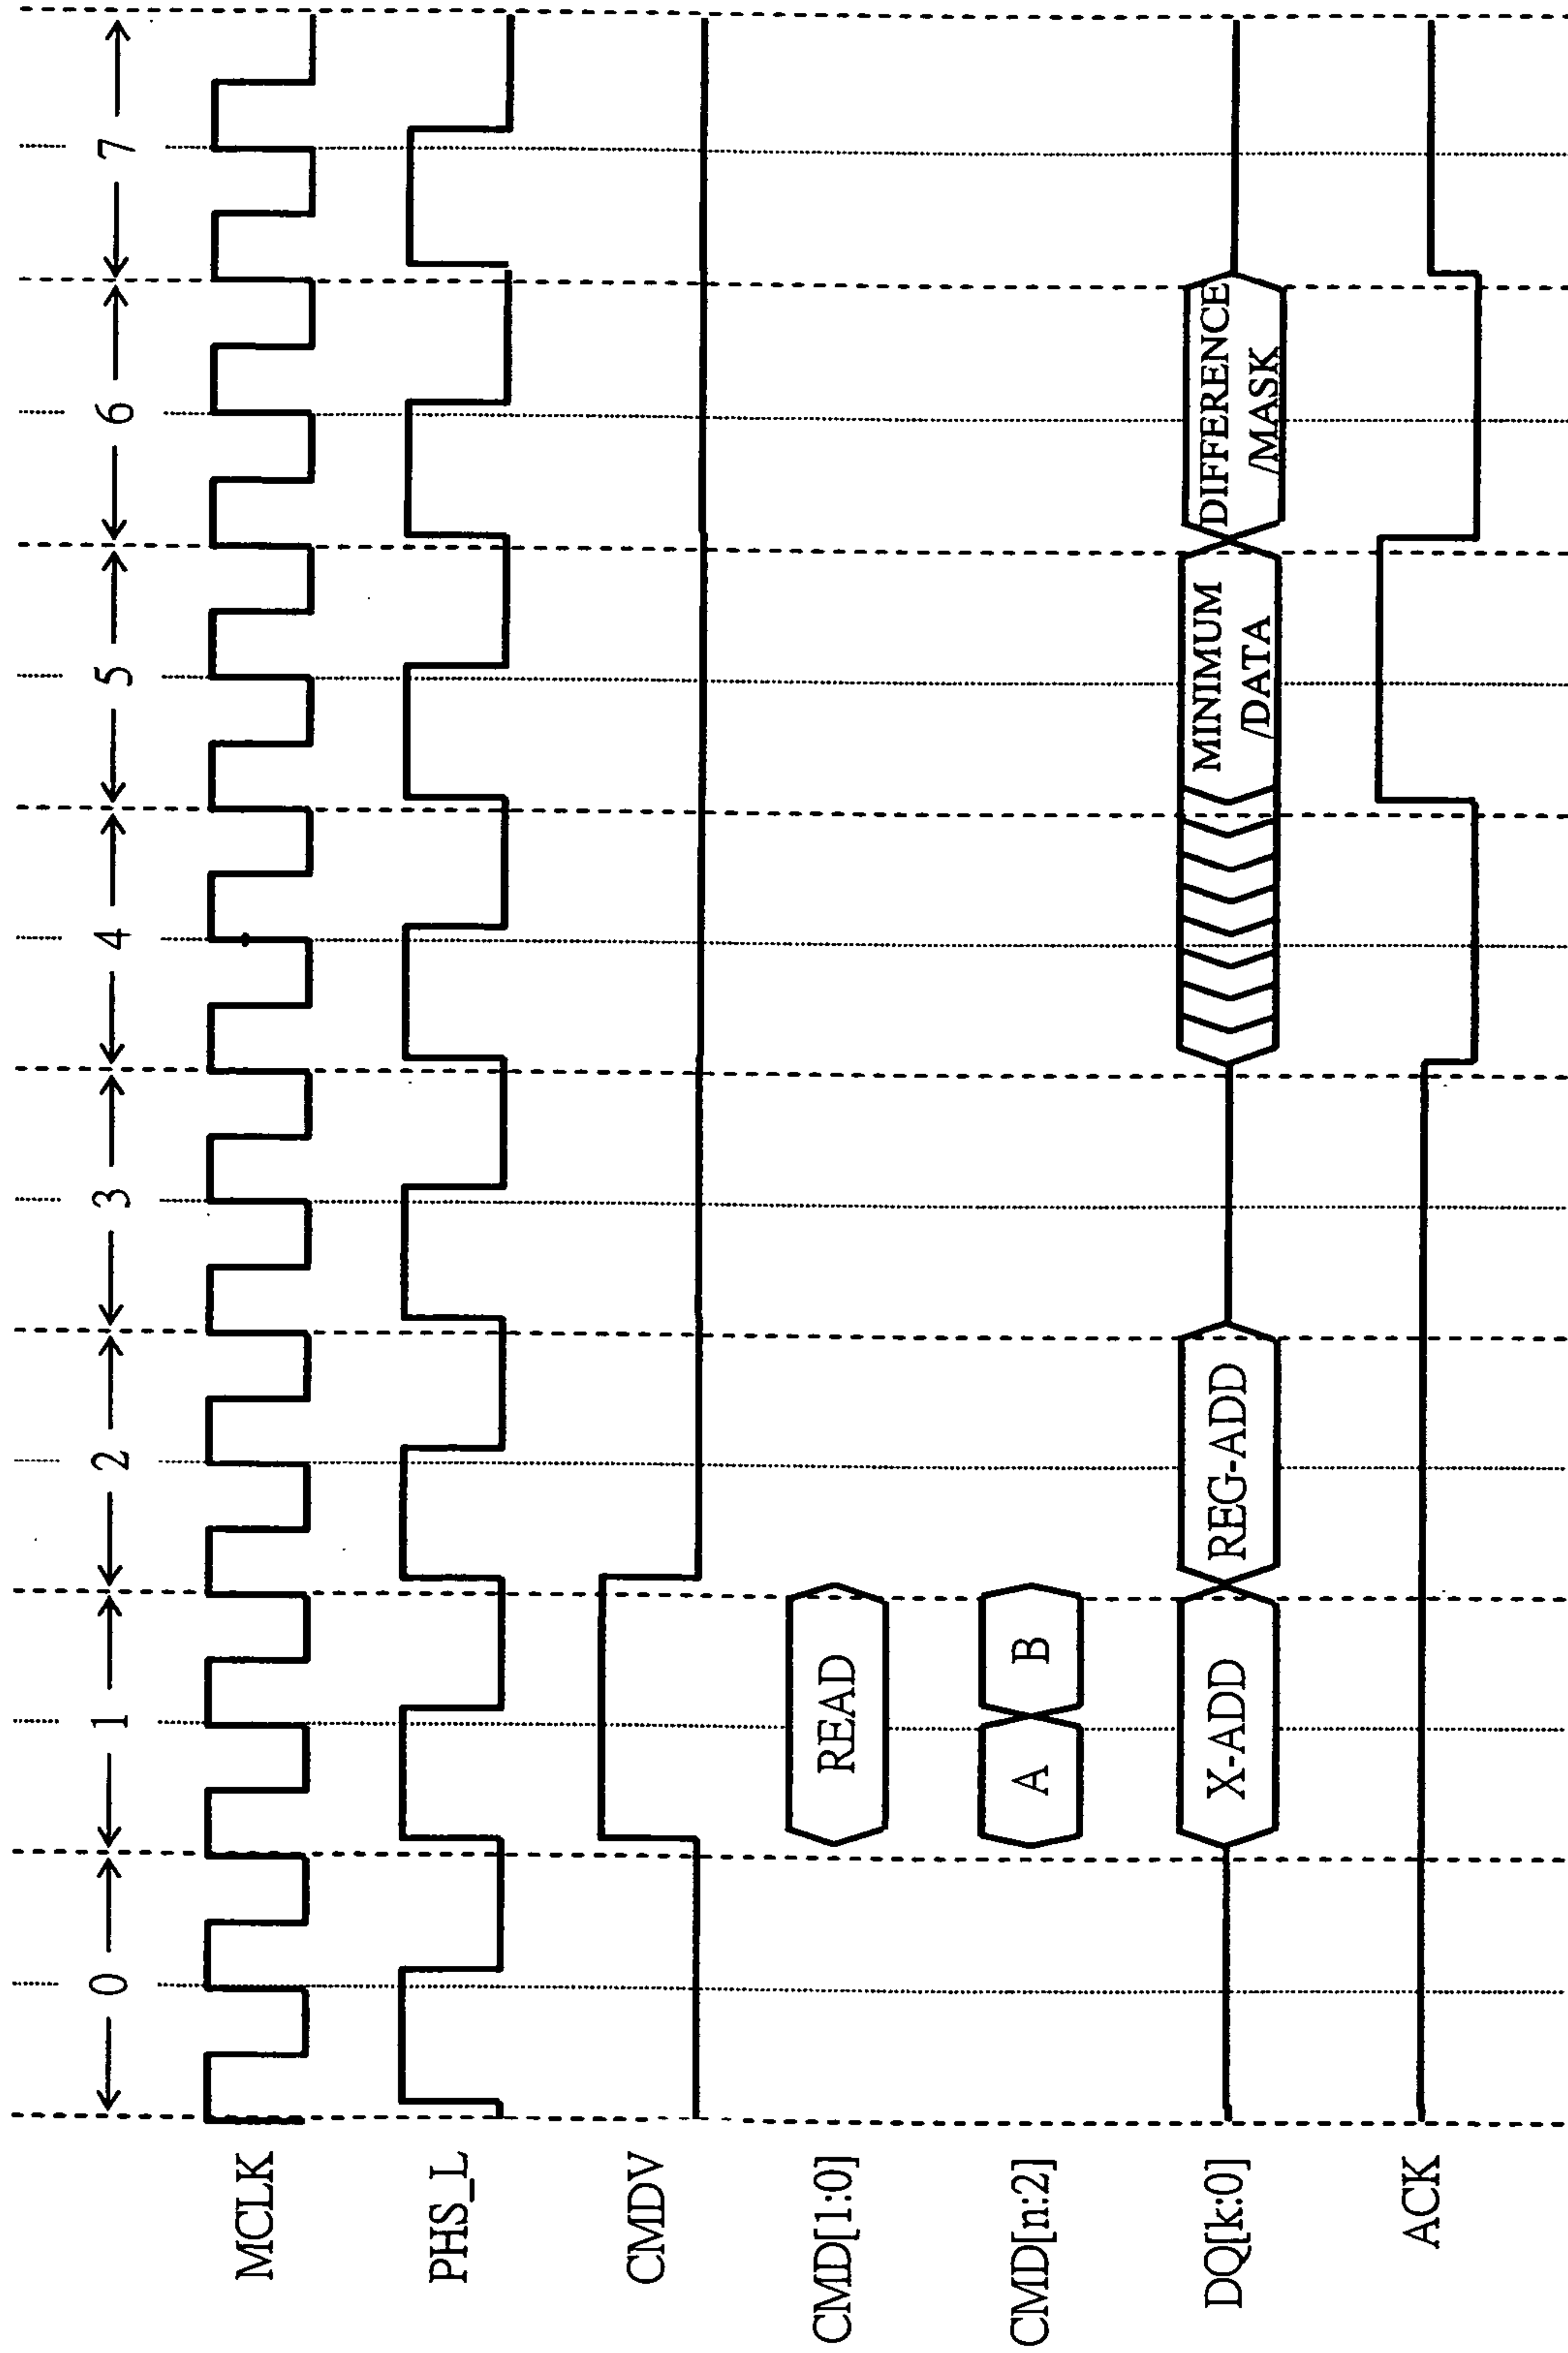 0 1 2 3 4 5 6 7
MCLK
PHS_L
CMDV
CMD[1:0] READ
CMD[n:2] A B
DQ[k:0] X-ADD REG-ADD MINIMUM DIFFERENCE
/DATA /MASK
ACK